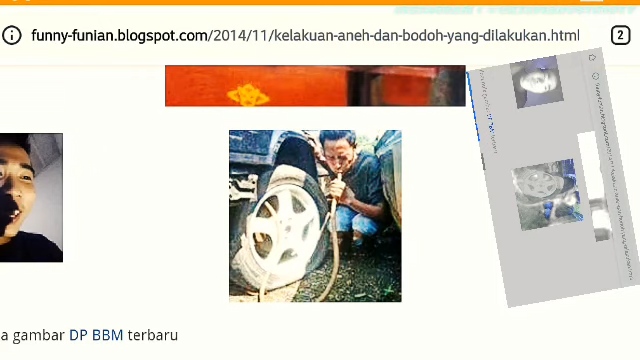 funny-funian.blogspot.com/2014/11/kelakuan-aneh-dan-bodoh-yang-dilakukan.html
2
a gambar DP BBM terbaru